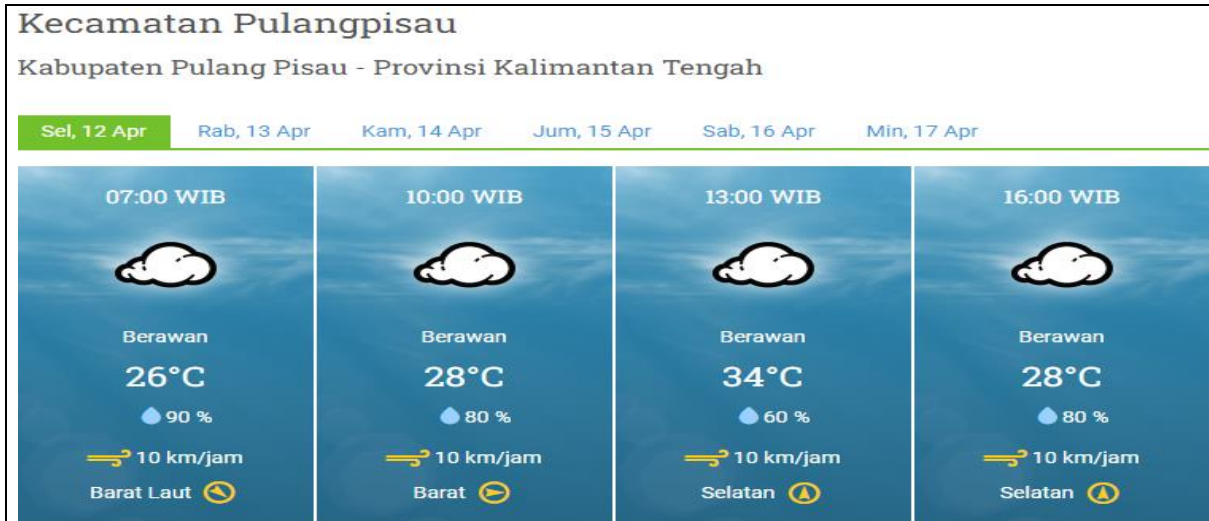 Kecamatan Pulangpisau
Kabupaten Pulang Pisau - Provinsi Kalimantan Tengah
Sel, 12 Apr Rab, 13 Apr Kam, 14 Apr Jum, 15 Apr Sab, 16 Apr Min, 17 Apr
07:00 WIB 10:00 WIB 13:00 WIB 16:00 WIB
Berawan Berawan Berawan Berawan
26°C 28°C 34°C 28°C
90 % 80 % 60 % 80 %
10 km/jam 10 km/jam 10 km/jam 10 km/jam
Barat Laut Barat Selatan Selatan